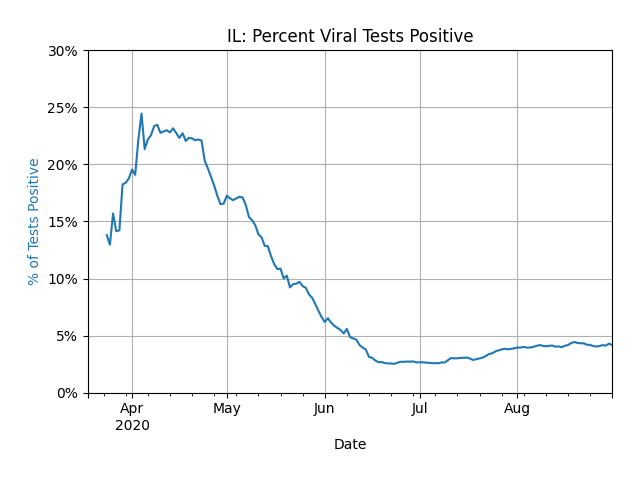 IL: Percent Viral Tests Positive
30%
25%
20%
15%
10%
5%
0%
% of Tests Positive
Apr May Jun Jul Aug
2020
Date